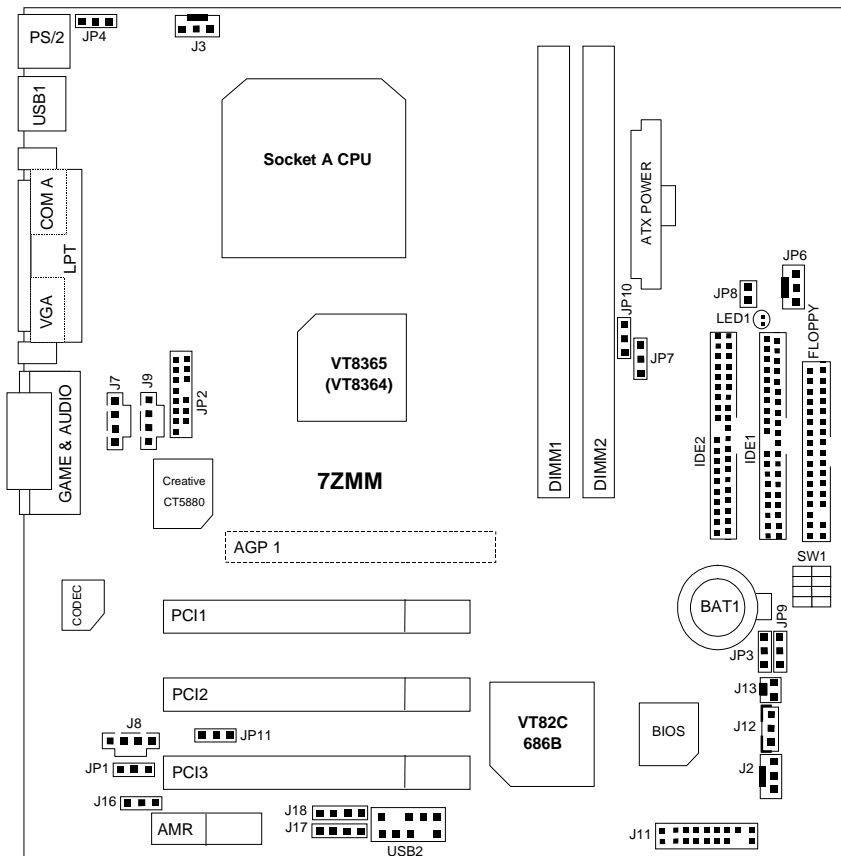 PS/2
JP4
J3
USB1
Socket A CPU
ATX POWER
COM A
LPT
VGA
JP6
JP8
JP10
LED1
FLOPPY
VT8365
(VT8364)
JP7
J7
J9
JP2
GAME & AUDIO
IDE2
IDE1
DIMM1
DIMM2
Creative
CT5880
7ZMM
AGP 1
SW1
CODEC
PCI1
BAT1
JP9
JP3
PCI2
J13
VT82C
686B
BIOS
J12
J8
JP11
JP1
PCI3
J2
J16
J18
AMR
J17
J11
USB2